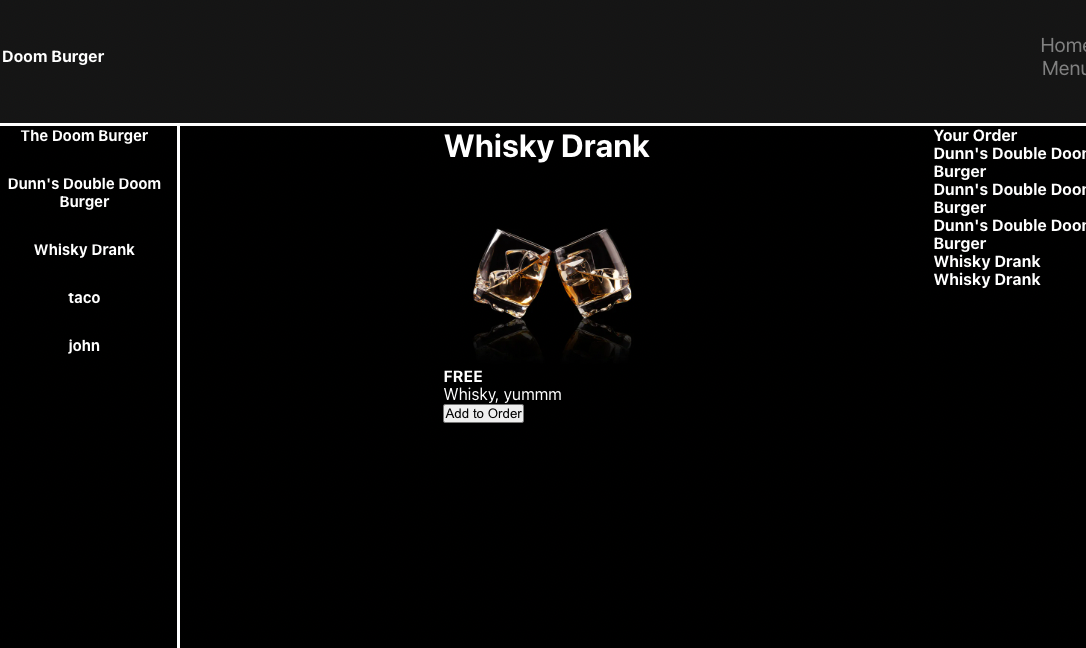 Doom Burger
Home
Menu
The Doom Burger
Dunn's Double Doom
Burger
Whisky Drank
taco
john
Whisky Drank
FREE
Whisky, yummm
Add to Order
Your Order
Dunn's Double Doom
Burger
Dunn's Double Doom
Burger
Dunn's Double Doom
Burger
Whisky Drank
Whisky Drank